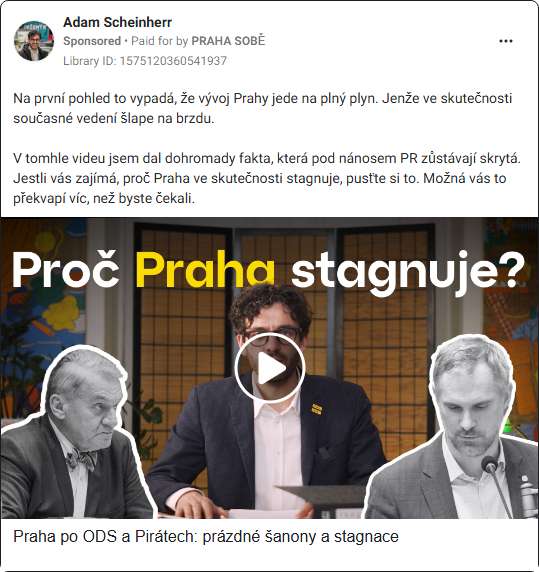 Adam Scheinherr
Sponsored • Paid for by PRAHA SOBĚ
Library ID: 1575120360541937
Na první pohled to vypadá, že vývoj Prahy jede na plný plyn. Jenže ve skutečnosti
současné vedení šlape na brzdu.
V tomhle videu jsem dal dohromady fakta, která pod nánosem PR zůstávají skrytá.
Jestli vás zajímá, proč Praha ve skutečnosti stagnuje, pusťte si to. Možná vás to
překvapí víc, než byste čekali.
Proč Praha stagnuje?
Praha po ODS a Pirátech: prázdné šanony a stagnace